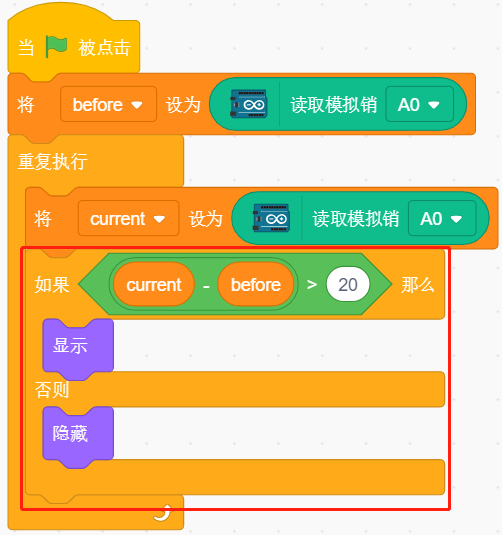 当 被点击
将 before 设为 读取模拟销 A0
重复执行
将 current 设为 读取模拟销 A0
如果 current - before > 20 那么
显示
否则
隐藏